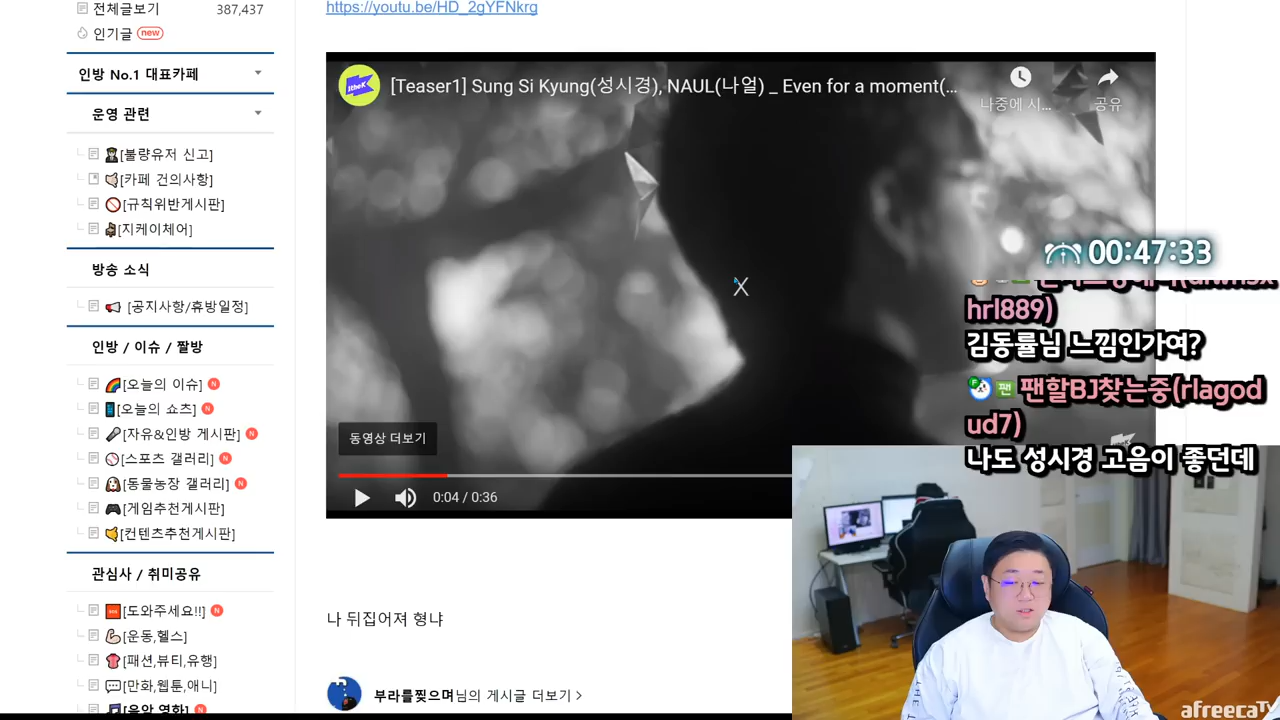 전체글보기 387,437
인기글 new
인방 No.1 대표카페
운영 관련
[불량유저 신고]
[카페 건의사항]
[규칙위반게시판]
[지케이체어]
방송 소식
[공지사항/휴방일정]
인방 / 이슈 / 짤방
[오늘의 이슈] N
[오늘의 쇼츠] N
[자유&인방 게시판] N
[스포츠 갤러리] N
[동물농장 갤러리] N
[게임추천게시판]
[컨텐츠추천게시판]
관심사 / 취미공유
[도와주세요!!] N
[운동,헬스]
[패션,뷰티,유행]
[만화,웹툰,애니]
[음악,영화] N
https://youtu.be/HD_2gYFNkrg
[Teaser1] Sung Si Kyung(성시경), NAUL(나얼) _ Even for a moment(…
나중에 시...
공유
동영상 더보기
0:04 / 0:36
나 뒤집어져 형냐
부라를찢으며님의 게시글 더보기 >
00:47:33
hrl889)
김동률님 느낌인가여?
팬 팬할BJ찾는중(rlagod
ud7)
나도 성시경 고음이 좋던데
afreecaTV